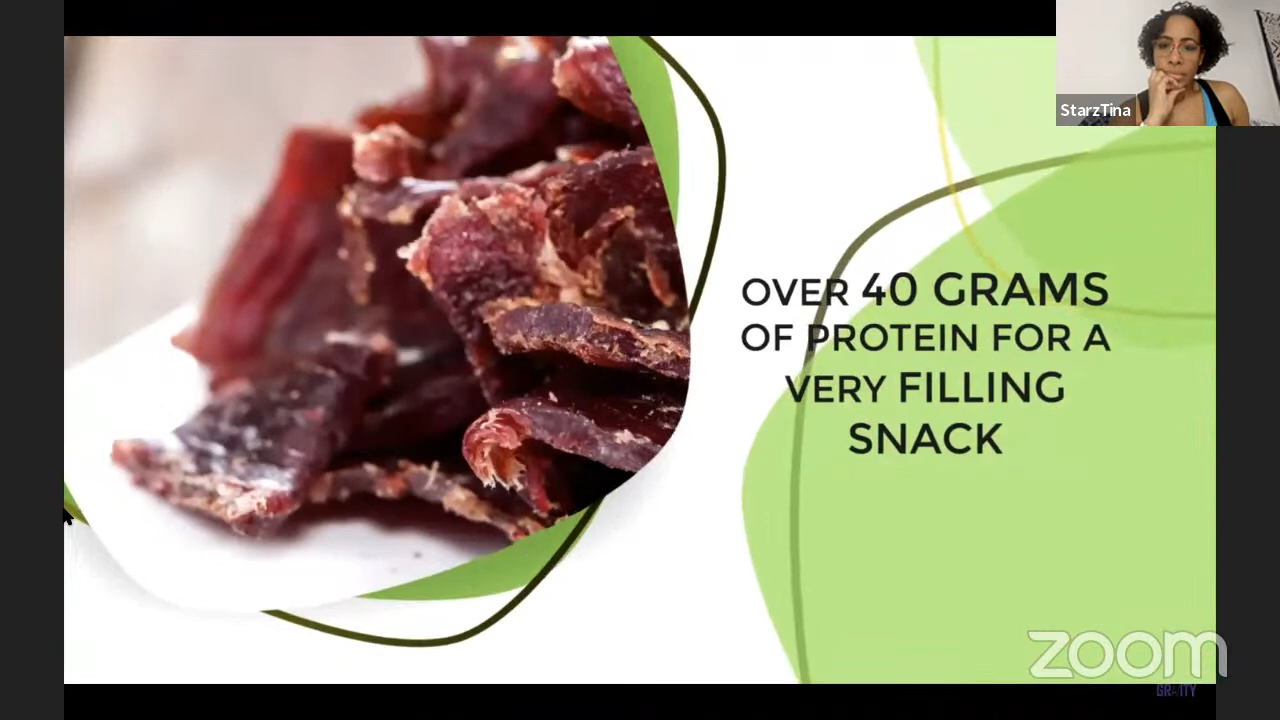 StarzTina
OVER 40 GRAMS
OF PROTEIN FOR A
VERY FILLING
SNACK
zoom